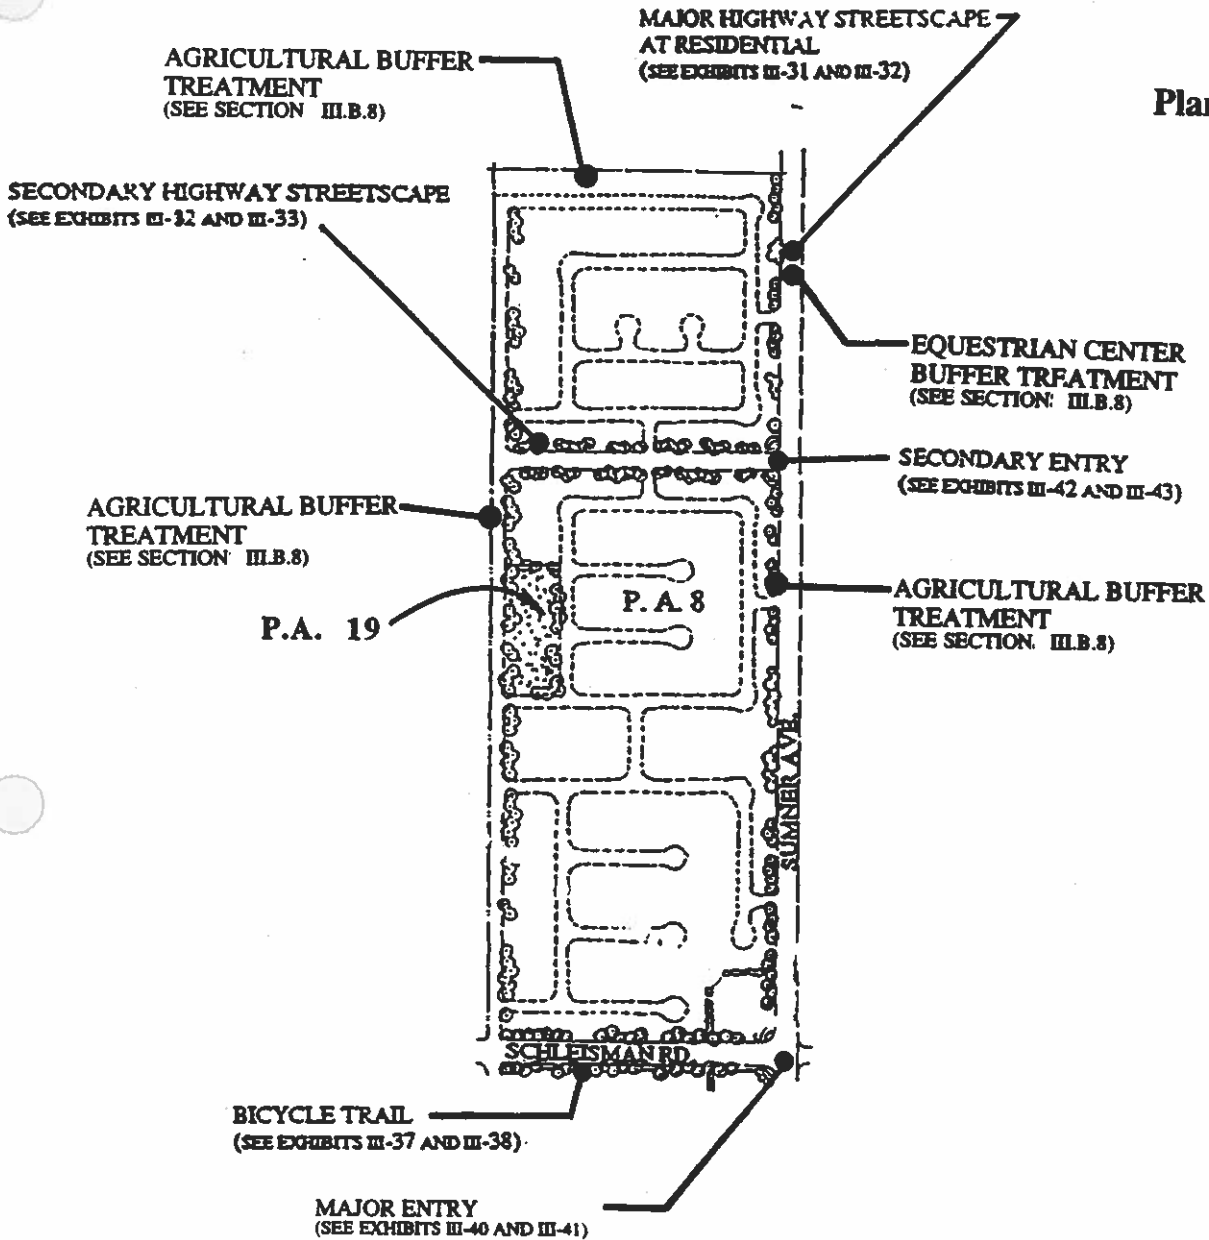 MAJOR HIGHWAY STREETSCAPE
AT RESIDENTIAL
(SEE EXHIBITS III-31 AND III-32)
AGRICULTURAL BUFFER
TREATMENT
(SEE SECTION III.B.8)
SECONDARY HIGHWAY STREETSCAPE
(SEE EXHIBITS III-32 AND III-33)
EQUESTRIAN CENTER
BUFFER TREATMENT
(SEE SECTION: III.B.8)
SECONDARY ENTRY
(SEE EXHIBITS III-42 AND III-43)
AGRICULTURAL BUFFER
TREATMENT
(SEE SECTION III.B.8)
P.A. 19
P. A. 8
AGRICULTURAL BUFFER
TREATMENT
(SEE SECTION. III.B.8)
SUMNER AVE.
SCHLEISMAN RD.
BICYCLE TRAIL
(SEE EXHIBITS III-37 AND III-38)
MAJOR ENTRY
(SEE EXHIBITS III-40 AND III-41)